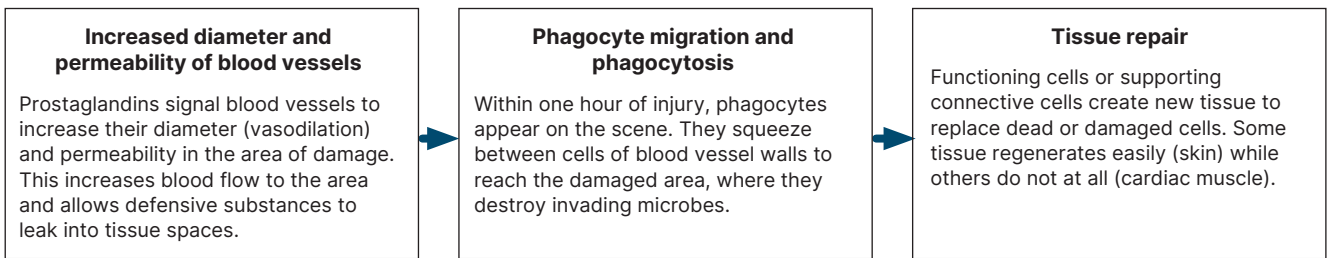 Increased diameter and
permeability of blood vessels
Prostaglandins signal blood vessels to
increase their diameter (vasodilation)
and permeability in the area of damage.
This increases blood flow to the area
and allows defensive substances to
leak into tissue spaces.
Phagocyte migration and
phagocytosis
Within one hour of injury, phagocytes
appear on the scene. They squeeze
between cells of blood vessel walls to
reach the damaged area, where they
destroy invading microbes.
Tissue repair
Functioning cells or supporting
connective cells create new tissue to
replace dead or damaged cells. Some
tissue regenerates easily (skin) while
others do not at all (cardiac muscle).